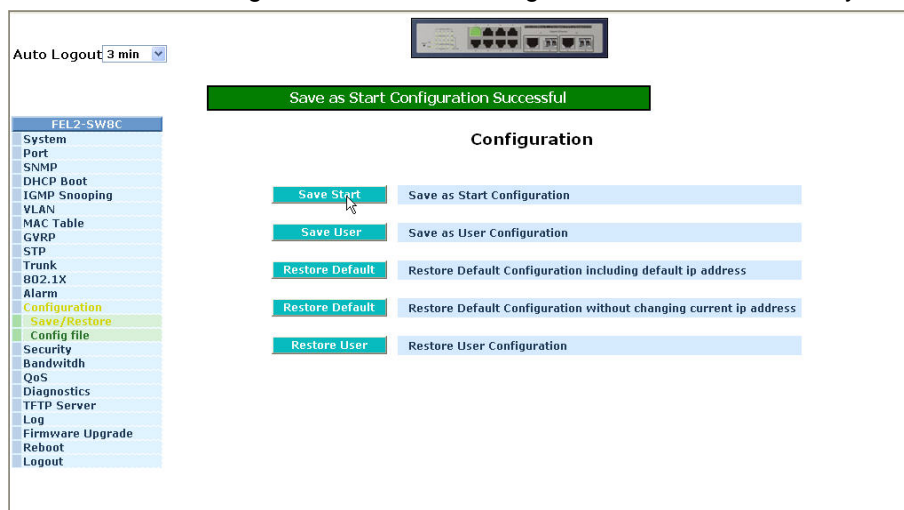 Auto Logout 3 min
Save as Start Configuration Successful
FEL2-SW8C
System
Port
SNMP
DHCP Boot
IGMP Snooping
VLAN
MAC Table
GVRP
STP
Trunk
802.1X
Alarm
Configuration
Save/Restore
Config file
Security
Bandwitdh
QoS
Diagnostics
TFTP Server
Log
Firmware Upgrade
Reboot
Logout
Configuration
Save Start Save as Start Configuration
Save User Save as User Configuration
Restore Default Restore Default Configuration including default ip address
Restore Default Restore Default Configuration without changing current ip address
Restore User Restore User Configuration